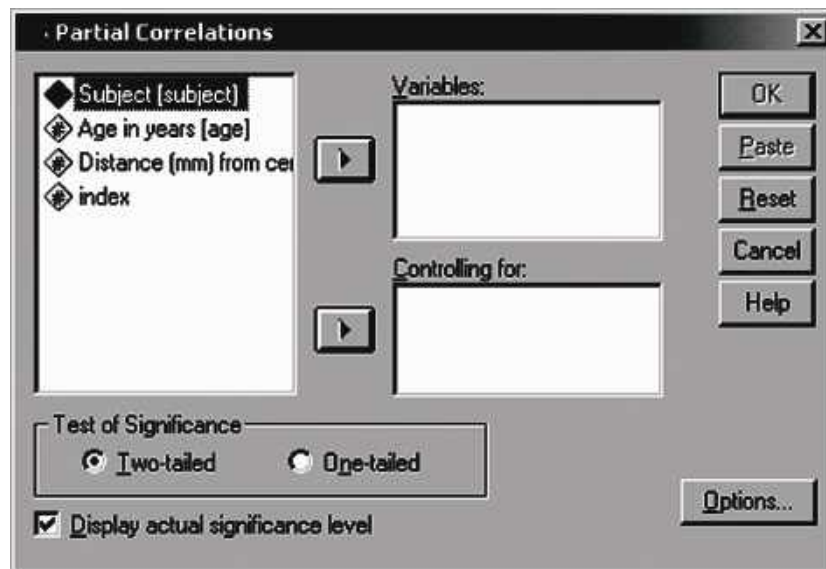 Partial Correlations
Subject [subject]
Age in years [age]
Distance (mm) from cer
index
Variables:
Controlling for:
OK
Paste
Reset
Cancel
Help
Test of Significance
Two-tailed
One-tailed
Display actual significance level
Options...